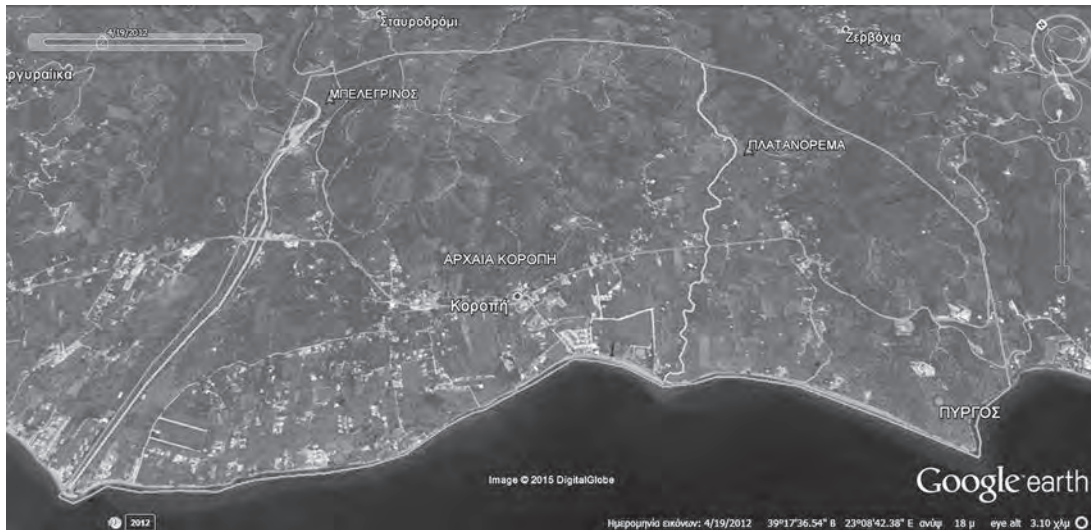 4/19/2012
Σταυροδρόμι
Ζερβόχια
Αργυραίικα
ΜΠΕΛΕΓΡΙΝΟΣ
ΠΛΑΤΑΝΟΡΕΜΑ
ΑΡΧΑΙΑ ΚΟΡΟΠΗ
Κοροπή
ΠΥΡΓΟΣ
Image © 2015 DigitalGlobe
Google earth
2012
Ημερομηνία εικόνων: 4/19/2012 39°17'36.54" Β 23°08'42.38" Ε ανύψ 18 μ eye alt 3.10 χλμ